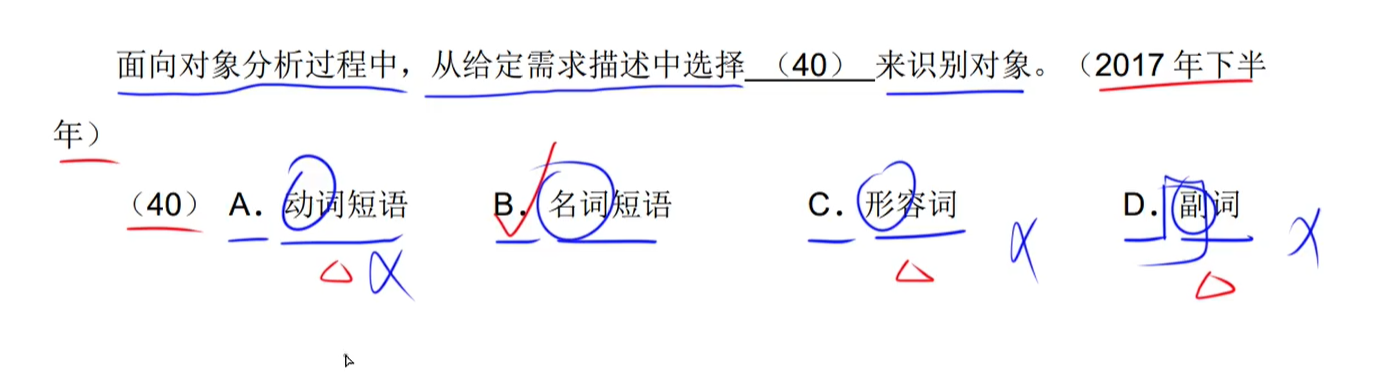 面向对象分析过程中，从给定需求描述中选择（40）来识别对象。（2017 年下半
年）
（40） A. 动词短语 B. 名词短语 C. 形容词 D. 副词